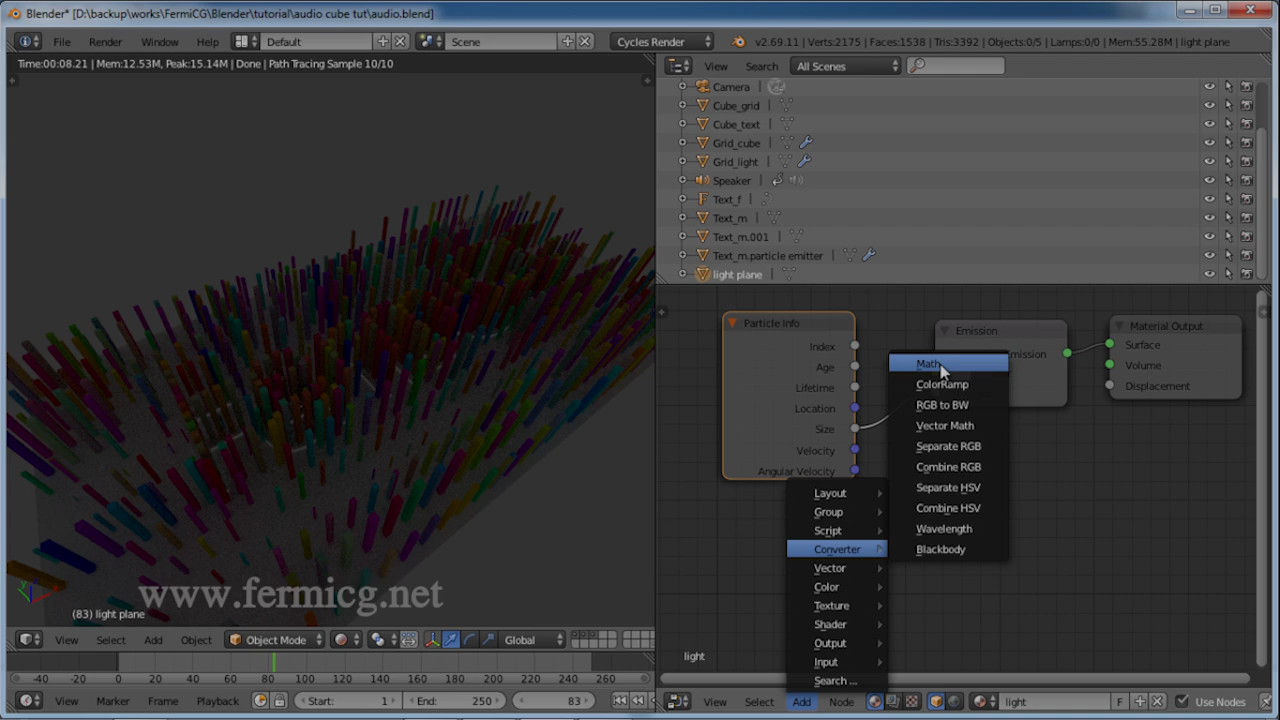 Blender* [D:\backup\works\FermiCG\Blender\tutorial\audio cube tut\audio.blend]
File Render Window Help Default Scene Cycles Render v2.69.11 | Verts:2175 | Faces:1538 | Tris:3392 | Objects:0/5 | Lamps:0/0 | Mem:55.28M | light plane
Time:00:08.21 | Mem:12.53M, Peak:15.14M | Done | Path Tracing Sample 10/10
View Search All Scenes
Camera
Cube_grid
Cube_text
Grid_cube
Grid_light
Speaker
Text_f
Text_m
Text_m.001
Text_m.particle emitter
light plane
Particle Info
Index
Age
Lifetime
Location
Size
Velocity
Angular Velocity
Emission
Emission
Material Output
Surface
Volume
Displacement
Math
ColorRamp
RGB to BW
Vector Math
Separate RGB
Combine RGB
Separate HSV
Combine HSV
Wavelength
Blackbody
Layout
Group
Script
Converter
Vector
Color
Texture
Shader
Output
Input
Search ...
light
www.fermicg.net
(83) light plane
View Select Add Object Object Mode Global
-40 -20 0 20 40 60 80 100 120 140 160 180 200 220 240 260
View Marker Frame Playback Start: 1 End: 250 83
View Select Add Node light F Use Nodes